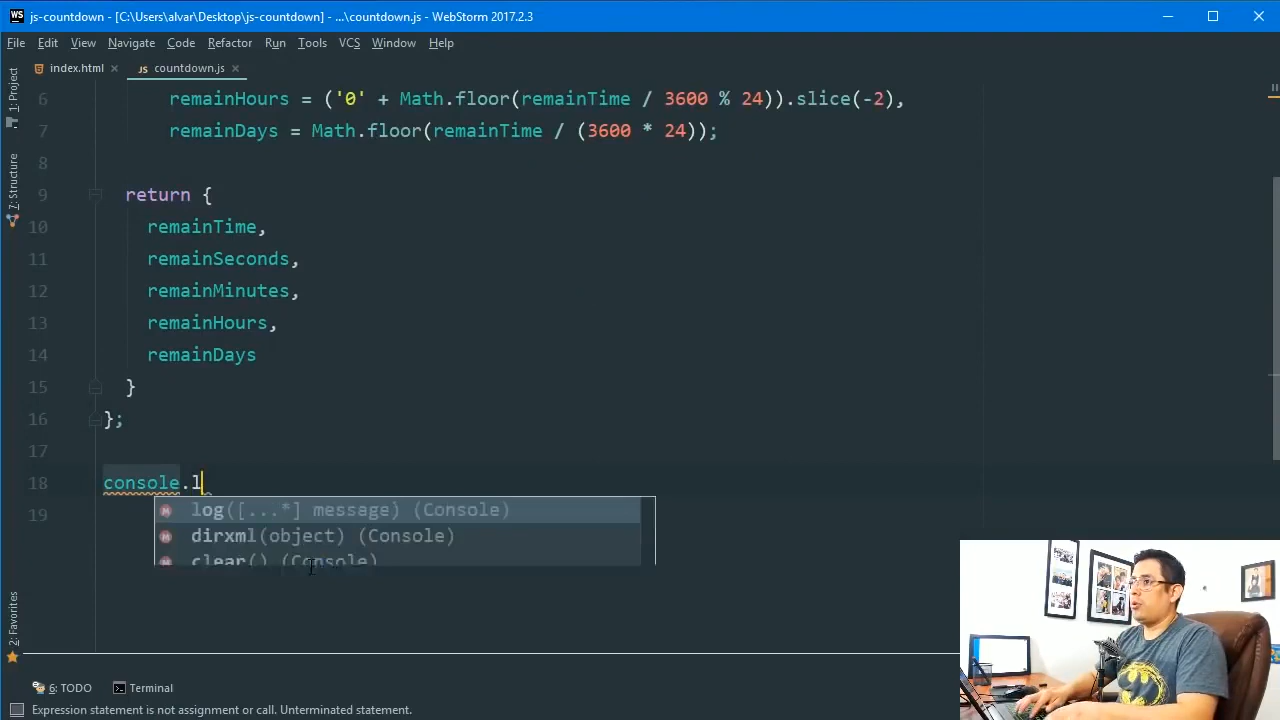 WS js-countdown - [C:\Users\alvar\Desktop\js-countdown] - ...\countdown.js - WebStorm 2017.2.3
File Edit View Navigate Code Refactor Run Tools VCS Window Help
index.html countdown.js
1: Project
7: Structure
2: Favorites
6 remainHours = ('0' + Math.floor(remainTime / 3600 % 24)).slice(-2),
7 remainDays = Math.floor(remainTime / (3600 * 24));
8
9 return {
10 remainTime,
11 remainSeconds,
12 remainMinutes,
13 remainHours,
14 remainDays
15 }
16 };
17
18 console.l
19
log([...*] message) (Console)
dirxml(object) (Console)
clear() (Console)
6: TODO Terminal
Expression statement is not assignment or call. Unterminated statement.